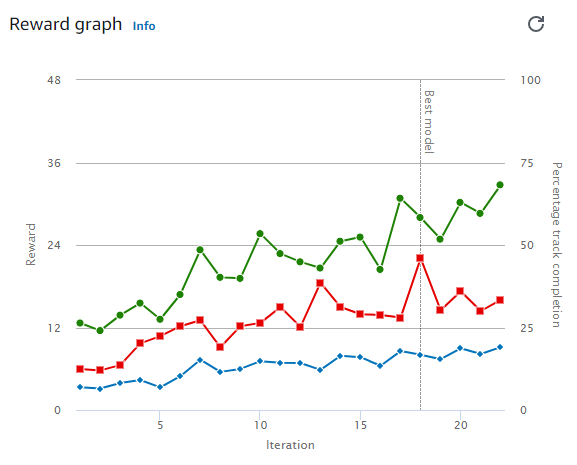 Reward graph Info
48
36
24
12
0
Reward
100
75
50
25
0
Percentage track completion
Best model
5
10
15
20
Iteration